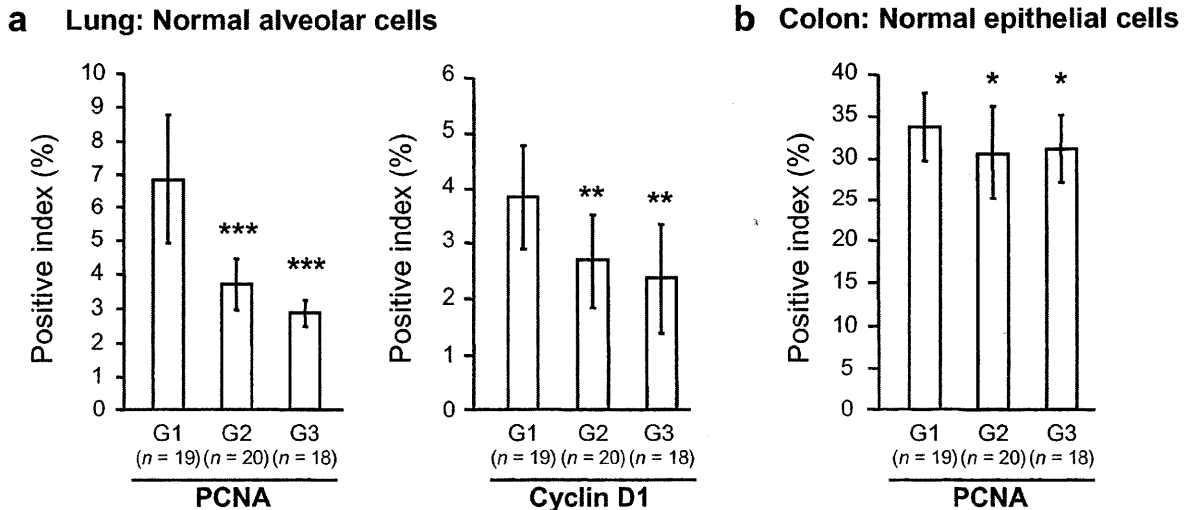 a Lung: Normal alveolar cells
Positive index (%)
10
9
8
7
6
5
4
3
2
1
0
***
***
G1 G2 G3
(n = 19) (n = 20) (n = 18)
PCNA
Positive index (%)
6
5
4
3
2
1
0
**
**
G1 G2 G3
(n = 19) (n = 20) (n = 18)
Cyclin D1
b Colon: Normal epithelial cells
Positive index (%)
40
35
30
25
20
15
10
5
0
* *
G1 G2 G3
(n = 19) (n = 20) (n = 18)
PCNA